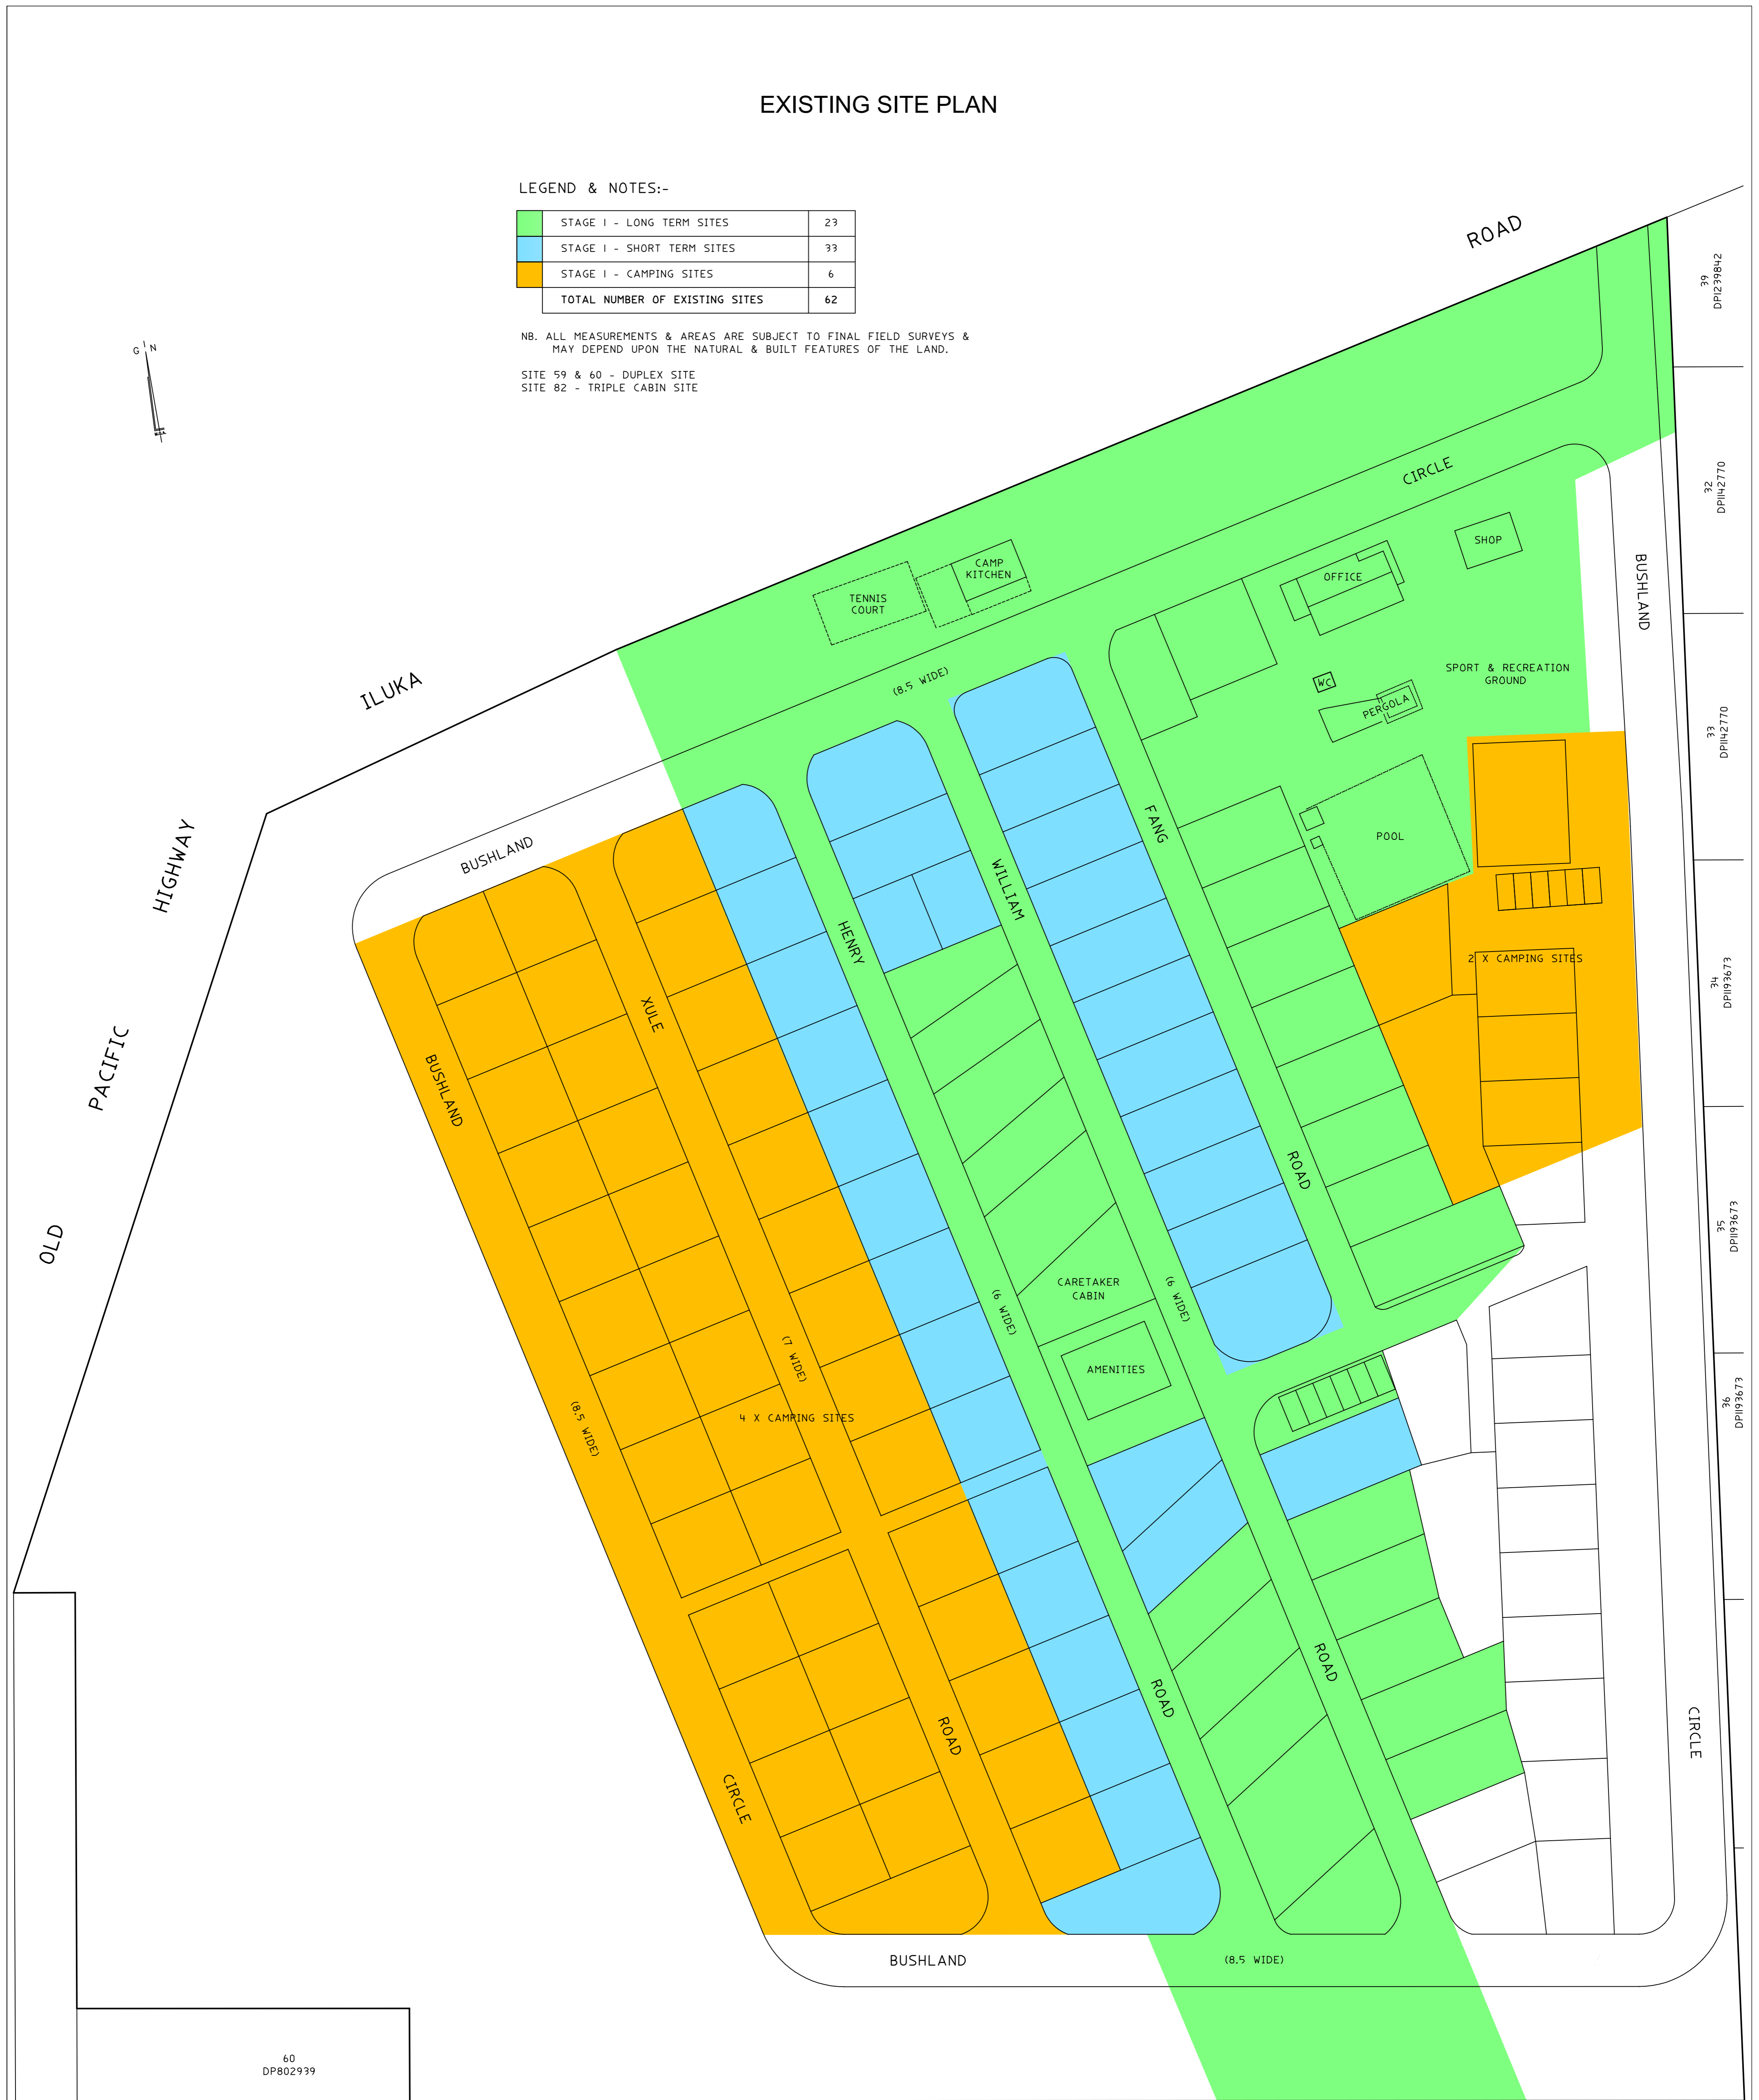 EXISTING SITE PLAN
LEGEND & NOTES:-
STAGE 1 - LONG TERM SITES 23
STAGE 1 - SHORT TERM SITES 33
STAGE 1 - CAMPING SITES 6
TOTAL NUMBER OF EXISTING SITES 62
NB. ALL MEASUREMENTS & AREAS ARE SUBJECT TO FINAL FIELD SURVEYS &
MAY DEPEND UPON THE NATURAL & BUILT FEATURES OF THE LAND.
SITE 59 & 60 - DUPLEX SITE
SITE 82 - TRIPLE CABIN SITE
G N
ROAD
39
DP1239842
CIRCLE
32
DP1142770
SHOP
CAMP
KITCHEN
OFFICE
TENNIS
COURT
BUSHLAND
SPORT & RECREATION
GROUND
WC
ILUKA
(8.5 WIDE)
PERGOLA
33
DP1142770
FANG
POOL
BUSHLAND
HIGHWAY
WILLIAM
HENRY
2 X CAMPING SITES
34
DP1193673
XULE
PACIFIC
BUSHLAND
ROAD
35
DP1193673
OLD
CARETAKER
CABIN
(6 WIDE)
(6 WIDE)
(7 WIDE)
AMENITIES
36
DP1193673
4 X CAMPING SITES
(8.5 WIDE)
ROAD
ROAD
ROAD
CIRCLE
CIRCLE
BUSHLAND
(8.5 WIDE)
60
DP802939